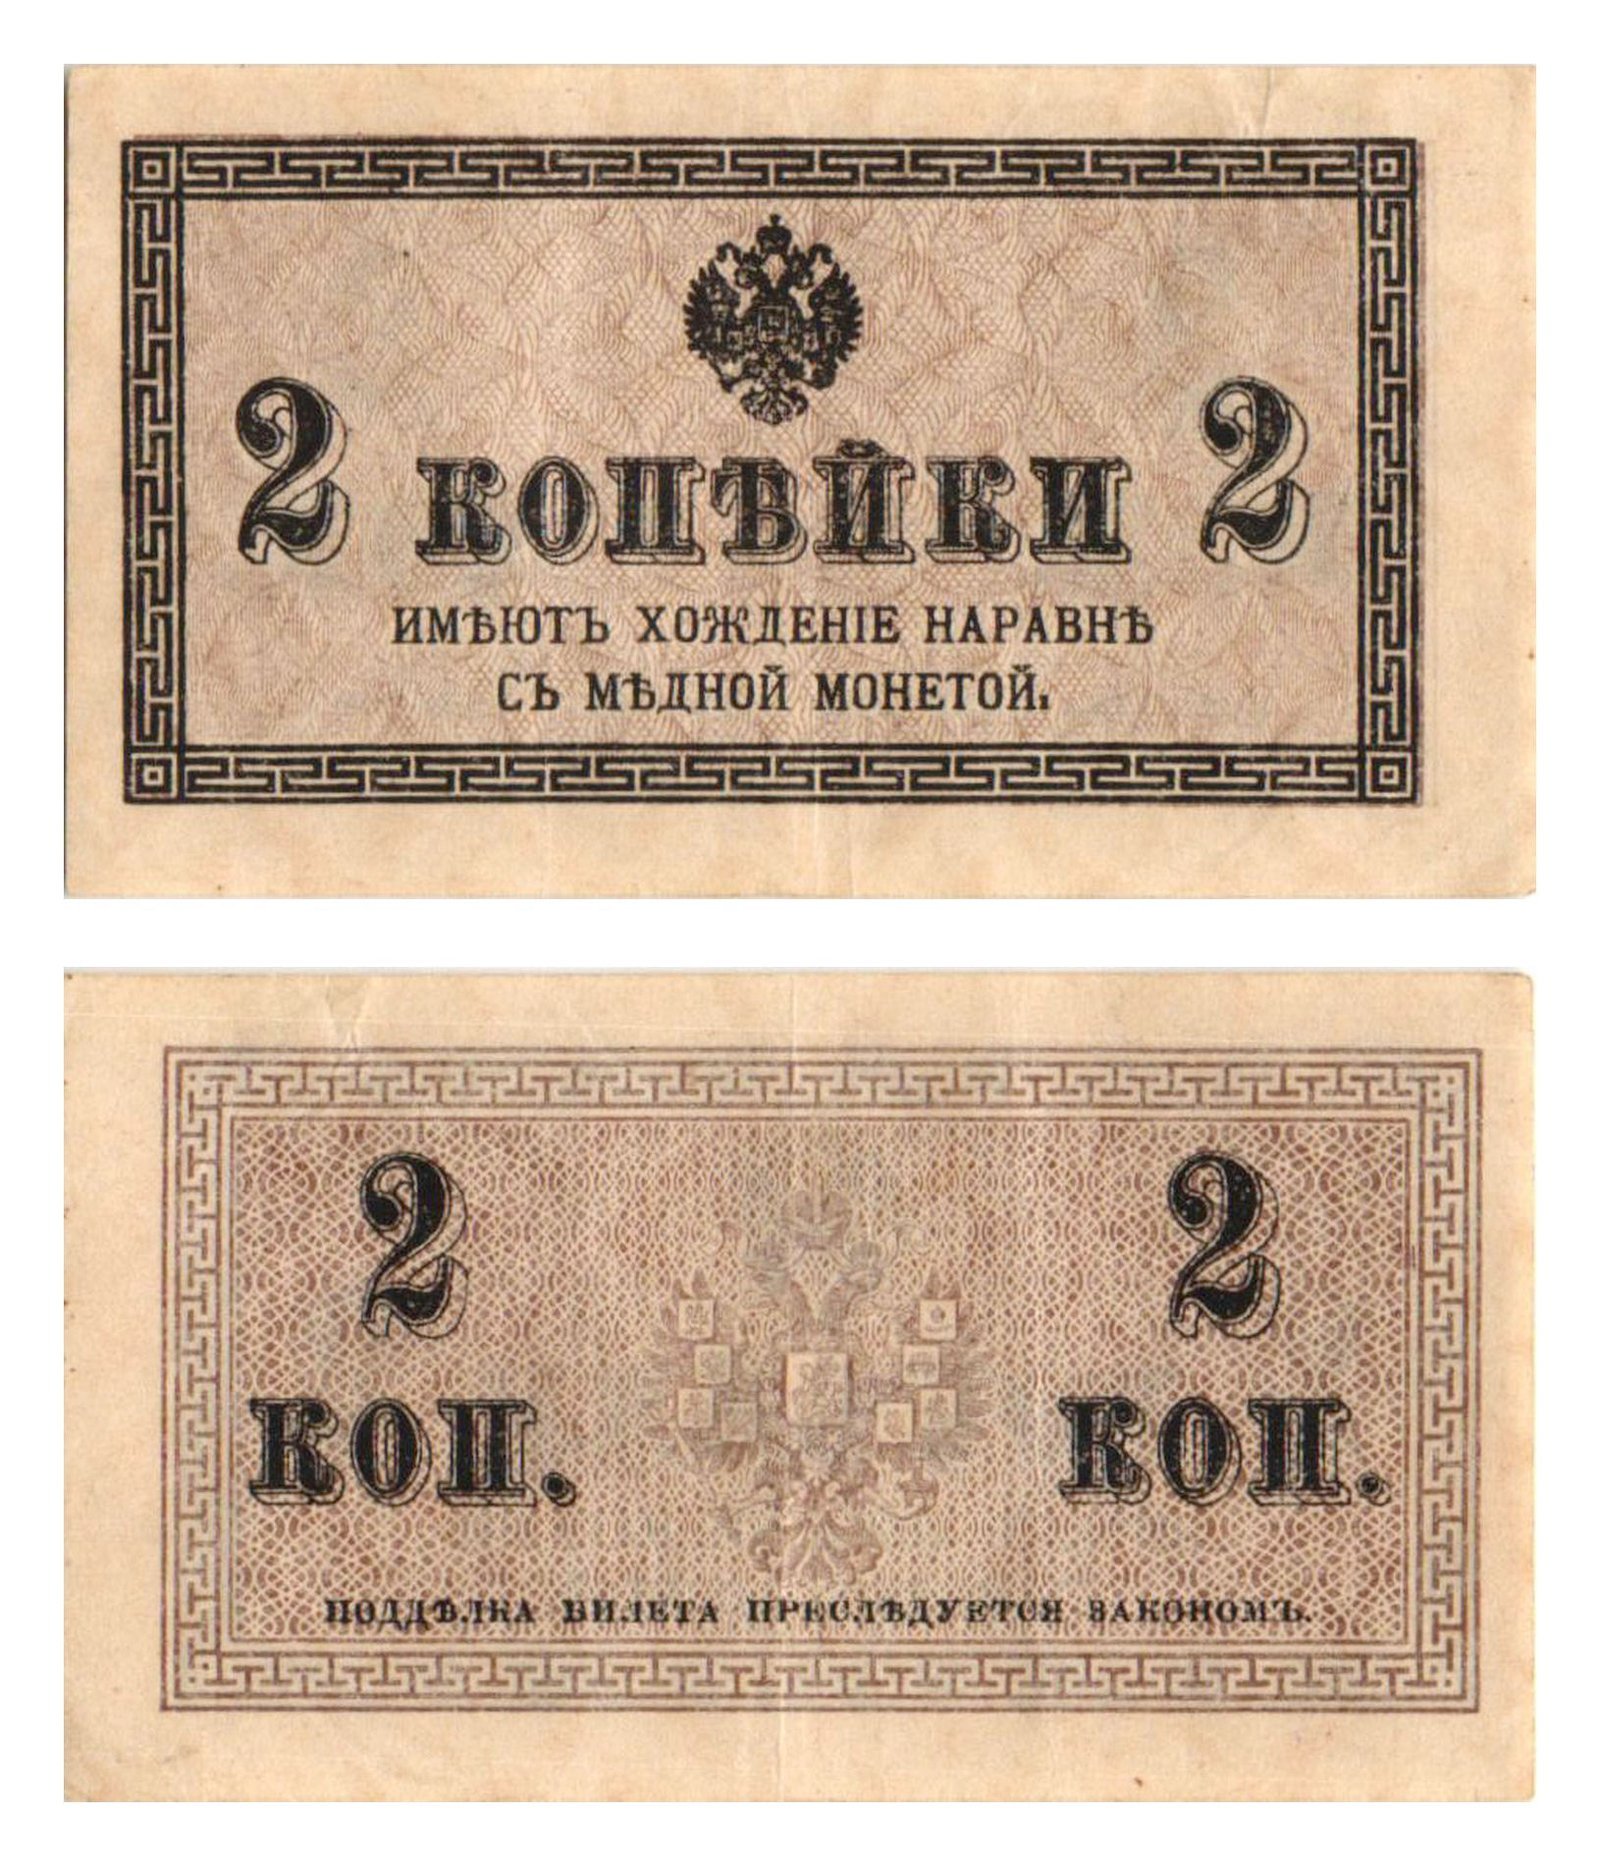 2 КОПѢЙКИ 2
ИМѢЮТЪ ХОЖДЕНІЕ НАРАВНѢ
СЪ МѢДНОЙ МОНЕТОЙ.
2 2
КОП. КОП.
ПОДДѢЛКА БИЛЕТА ПРЕСЛѢДУЕТСЯ ЗАКОНОМЪ.